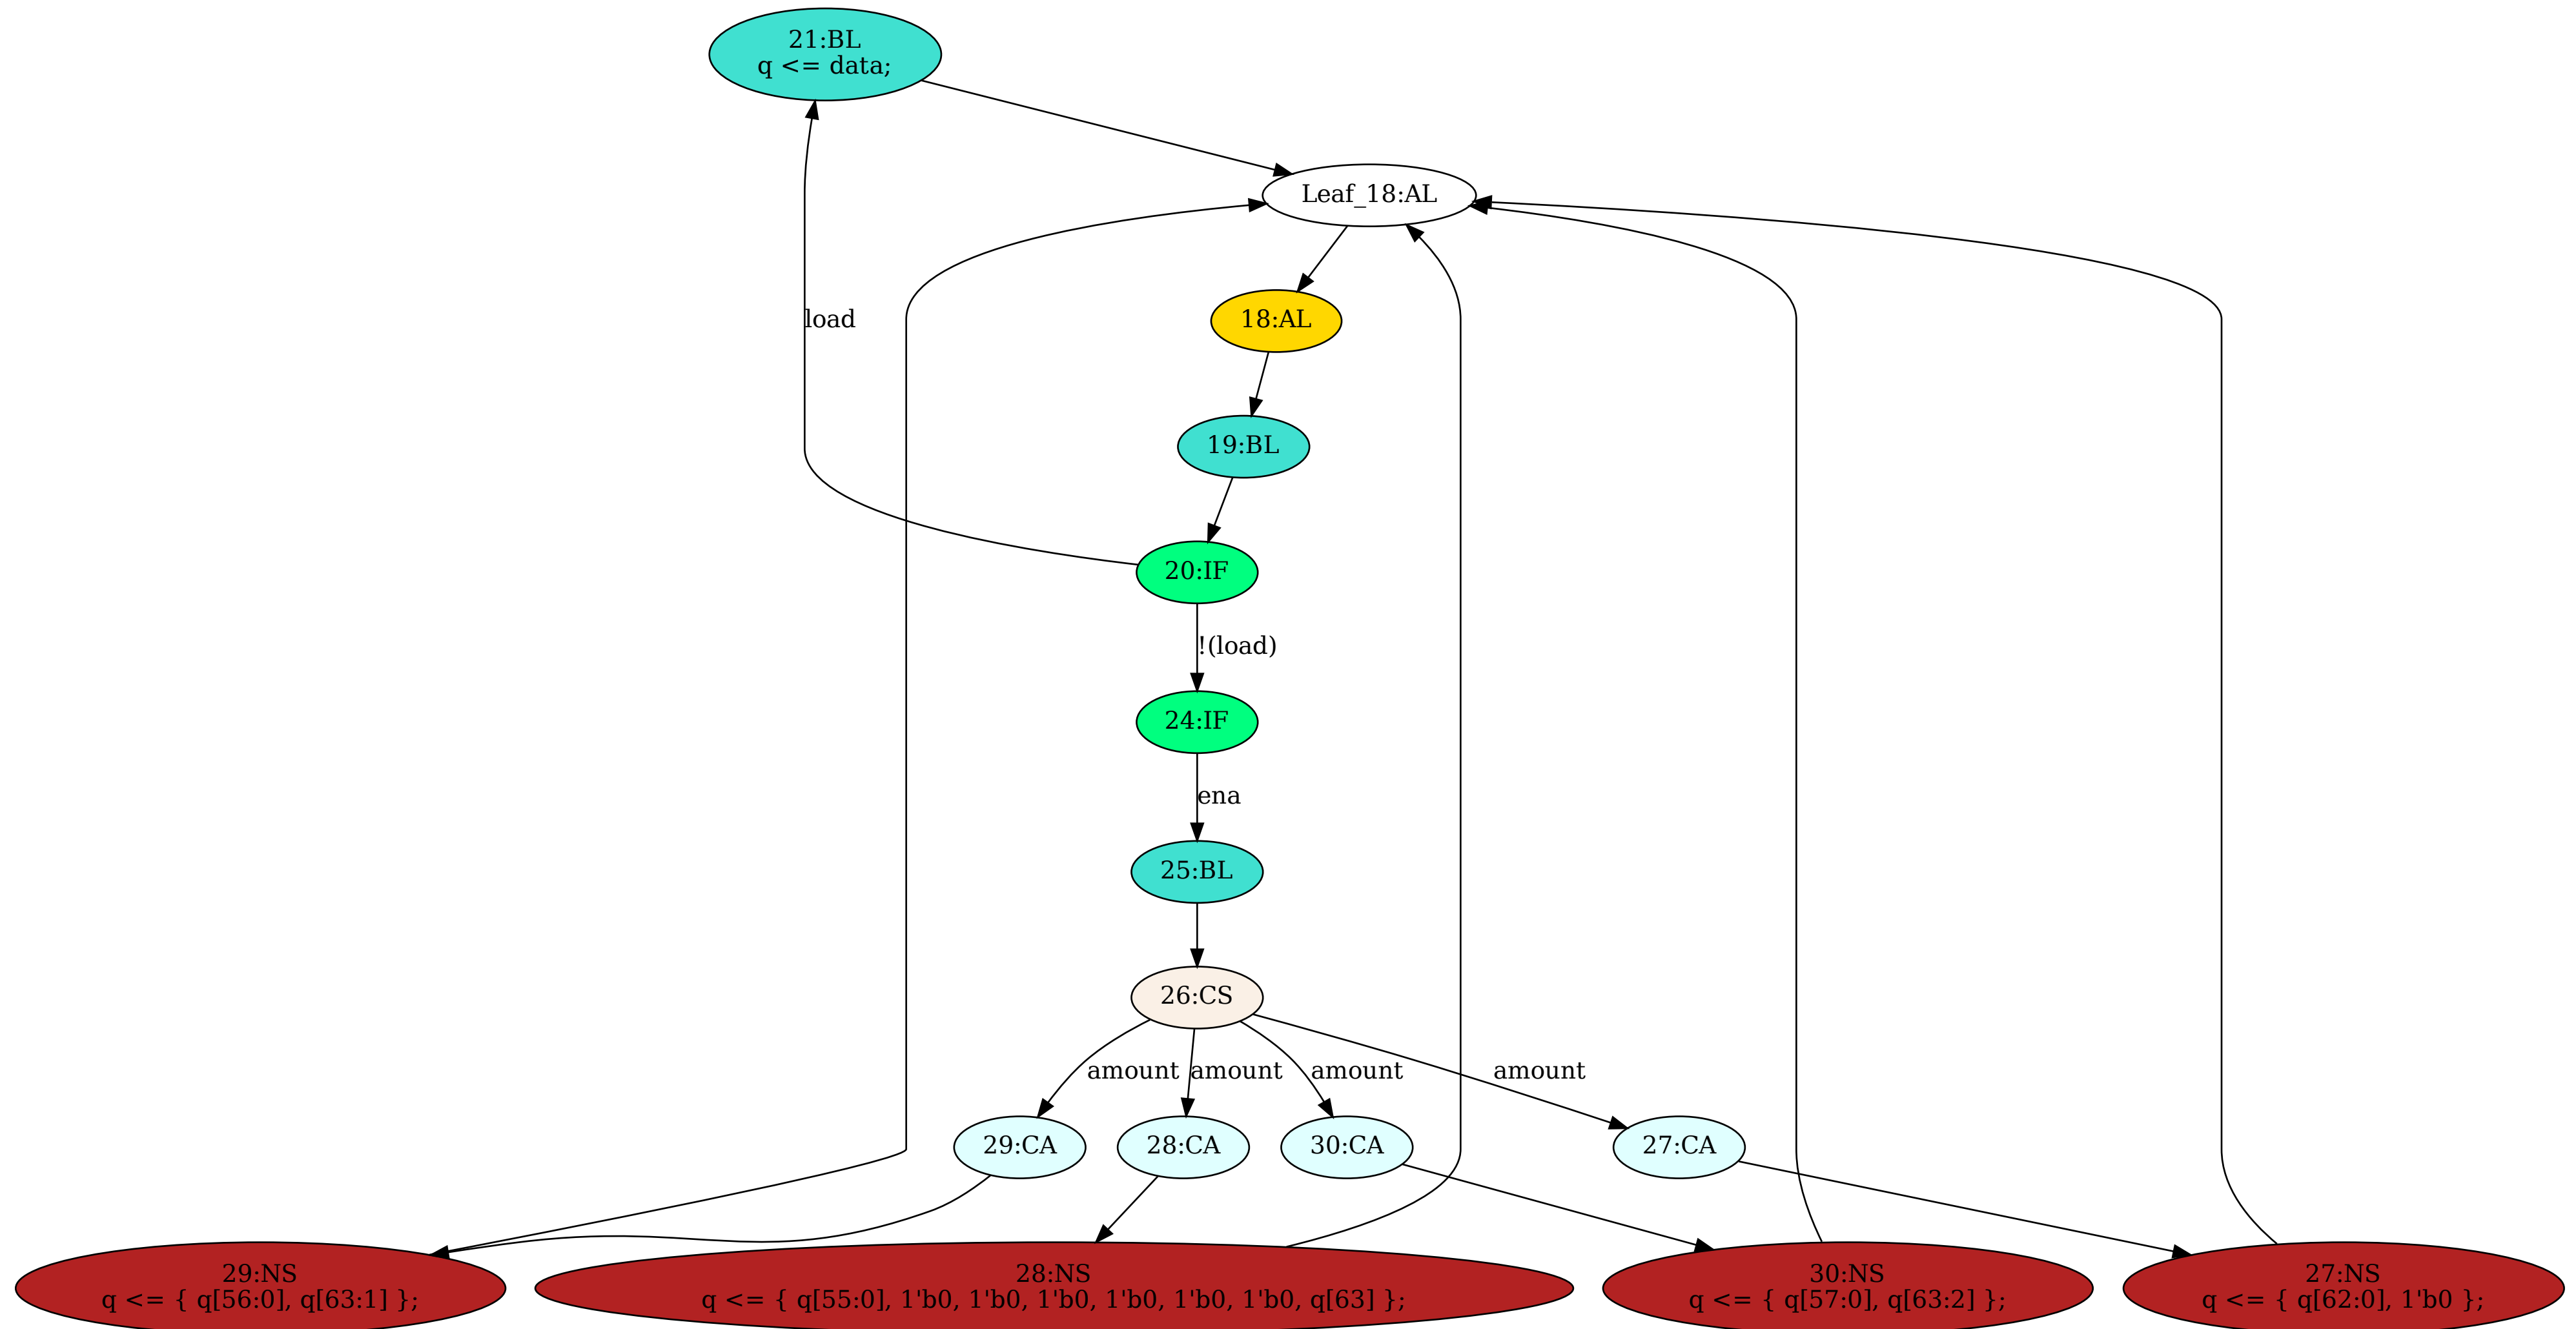 21:BL
q <= data;
Leaf_18:AL
load
18:AL
19:BL
20:IF
!(load)
24:IF
ena
25:BL
26:CS
amount
amount
amount
amount
29:CA
28:CA
30:CA
27:CA
29:NS
q <= { q[56:0], q[63:1] };
28:NS
q <= { q[55:0], 1'b0, 1'b0, 1'b0, 1'b0, 1'b0, 1'b0, q[63] };
30:NS
q <= { q[57:0], q[63:2] };
27:NS
q <= { q[62:0], 1'b0 };